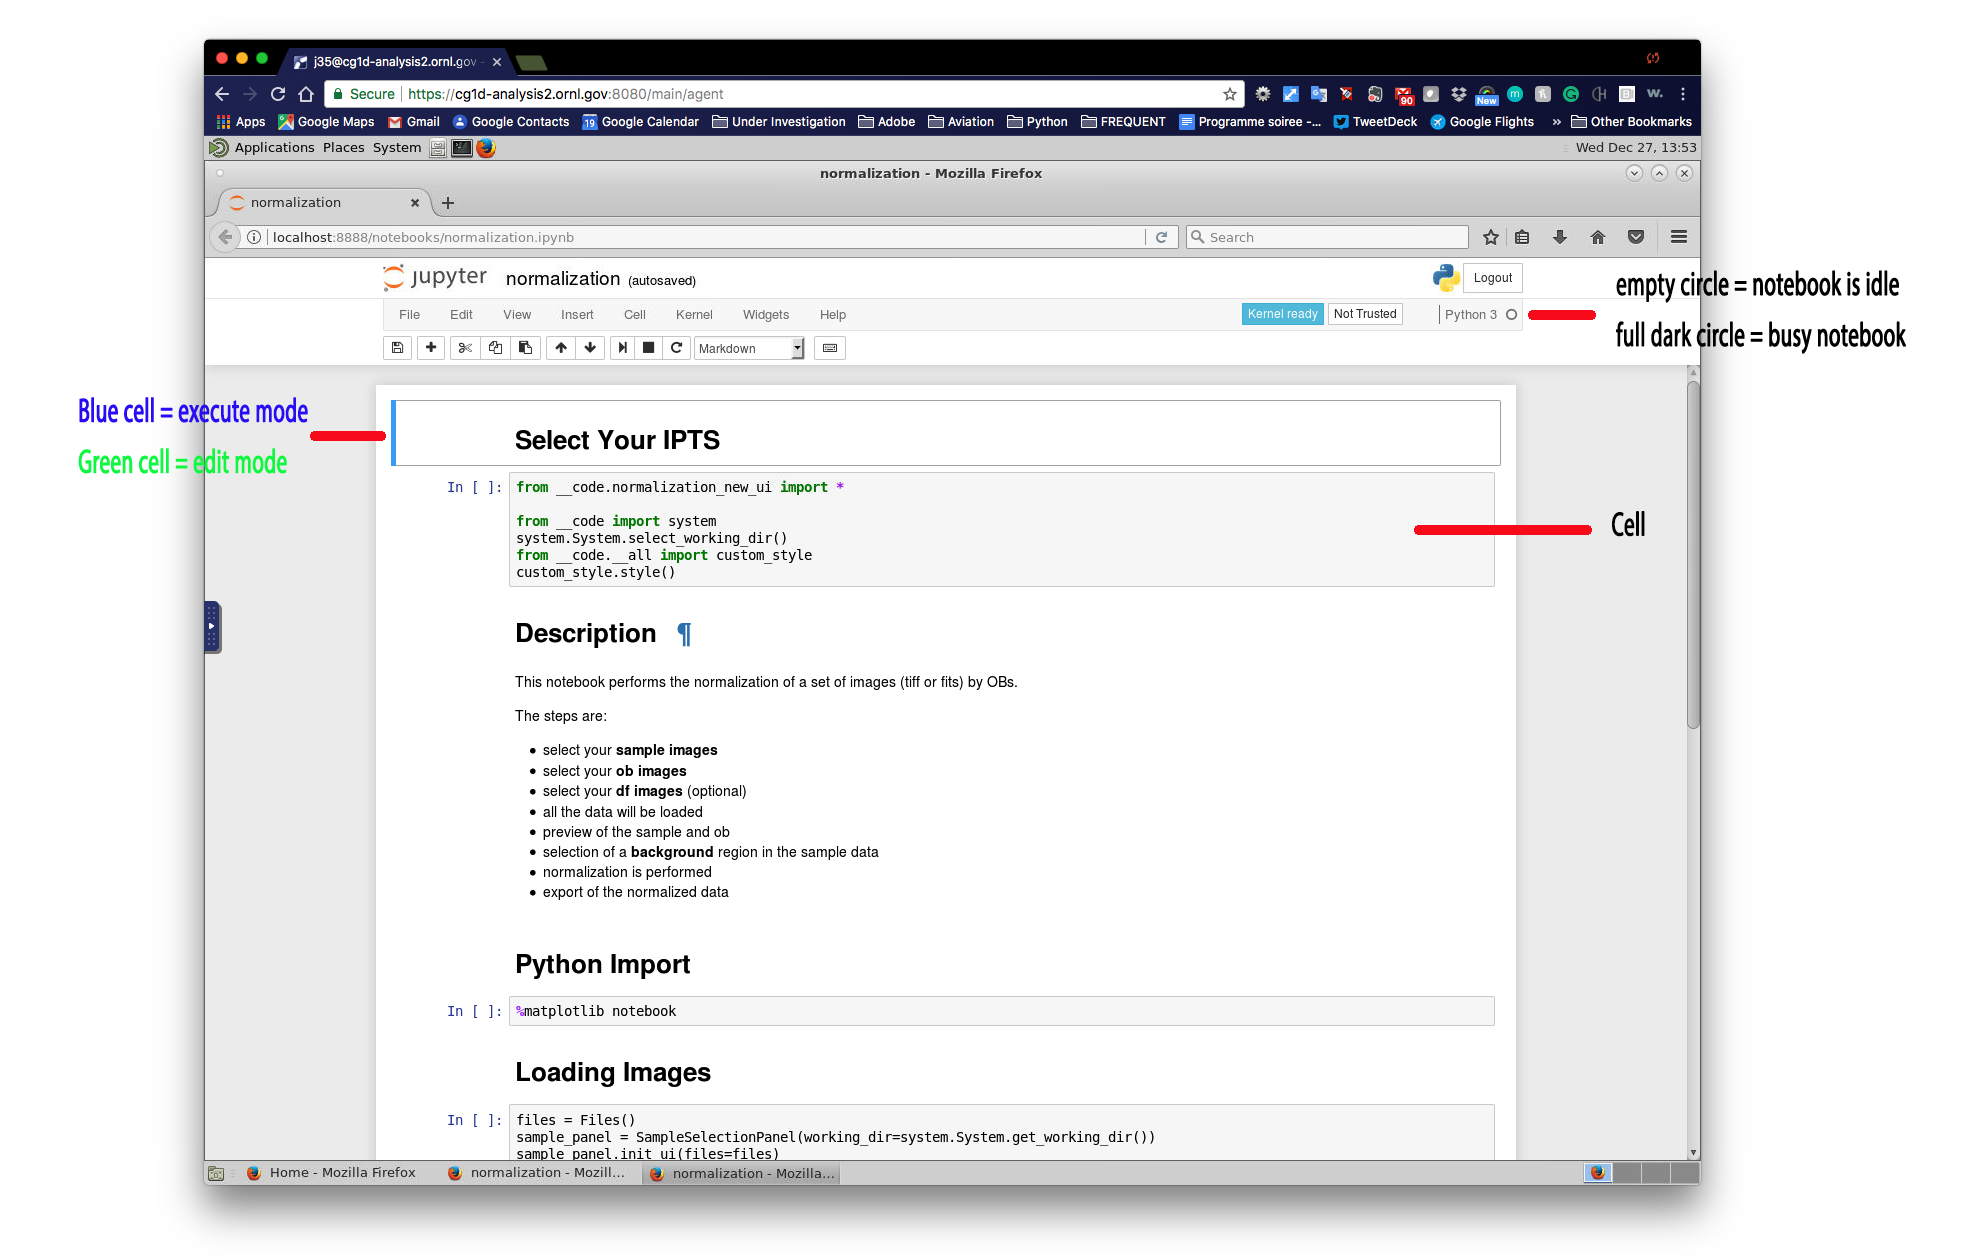 j35@cg1d-analysis2.ornl.gov -
Secure https://cg1d-analysis2.ornl.gov:8080/main/agent
90
New
m
W.
Apps Google Maps Gmail Google Contacts 19 Google Calendar Under Investigation Adobe Aviation Python FREQUENT Programme soiree -... TweetDeck Google Flights » Other Bookmarks
Applications Places System Wed Dec 27, 13:53
normalization - Mozilla Firefox
normalization
localhost:8888/notebooks/normalization.ipynb
Search
jupyter normalization (autosaved)
Logout
empty circle = notebook is idle
File Edit View Insert Cell Kernel Widgets Help
Kernel ready Not Trusted Python 3
full dark circle = busy notebook
Markdown
Blue cell = execute mode
Green cell = edit mode
Select Your IPTS
In [ ]:
from __code.normalization_new_ui import *
from __code import system
system.System.select_working_dir()
from __code.__all import custom_style
custom_style.style()
Cell
Description ¶
This notebook performs the normalization of a set of images (tiff or fits) by OBs.
The steps are:
• select your sample images
• select your ob images
• select your df images (optional)
• all the data will be loaded
• preview of the sample and ob
• selection of a background region in the sample data
• normalization is performed
• export of the normalized data
Python Import
In [ ]: %matplotlib notebook
Loading Images
In [ ]:
files = Files()
sample_panel = SampleSelectionPanel(working_dir=system.System.get_working_dir())
sample_panel.init_ui(files=files)
Home - Mozilla Firefox normalization - Mozill... normalization - Mozilla...